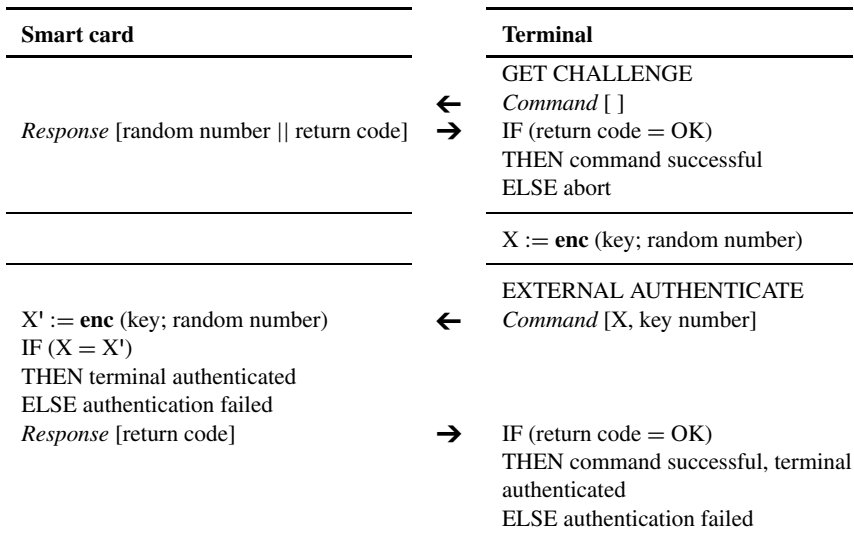 Smart card Terminal
GET CHALLENGE
← Command [ ]
Response [random number || return code] → IF (return code = OK)
THEN command successful
ELSE abort
X := enc (key; random number)
EXTERNAL AUTHENTICATE
X' := enc (key; random number) ← Command [X, key number]
IF (X = X')
THEN terminal authenticated
ELSE authentication failed
Response [return code] → IF (return code = OK)
THEN command successful, terminal
authenticated
ELSE authentication failed